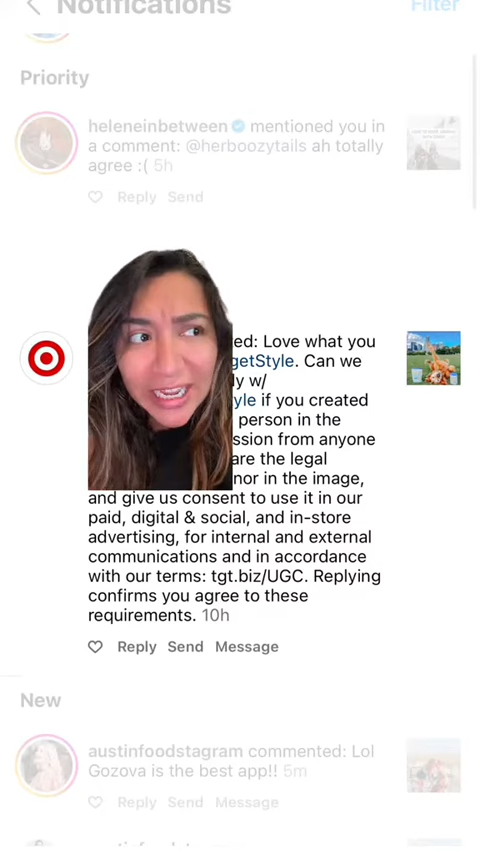 Notifications
Filter
Priority
heleneinbetween mentioned you in
a comment: @herboozytails ah totally
agree :( 5h
Reply Send
ed: Love what you
getStyle. Can we
ly w/
yle if you created
person in the
ssion from anyone
are the legal
nor in the image,
and give us consent to use it in our
paid, digital & social, and in-store
advertising, for internal and external
communications and in accordance
with our terms: tgt.biz/UGC. Replying
confirms you agree to these
requirements. 10h
Reply Send Message
New
austinfoodstagram commented: Lol
Gozova is the best app!! 5m
Reply Send Message